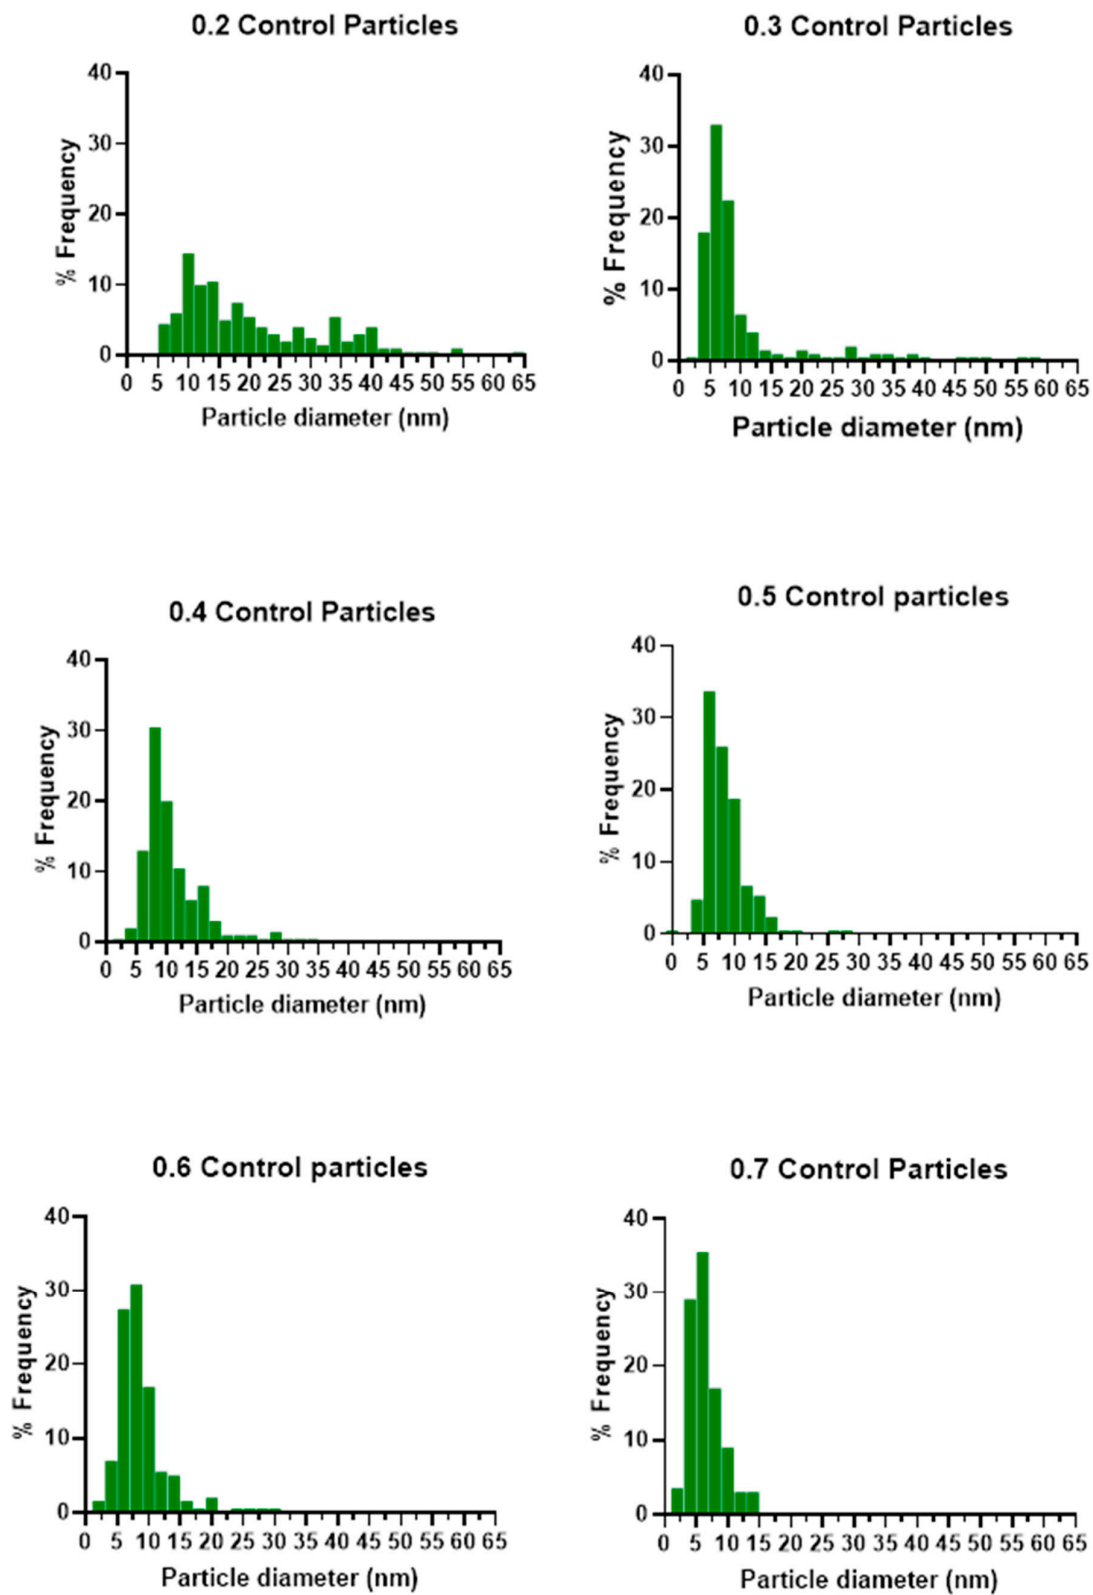 0.2 Control Particles
40
30
20
10
0
% Frequency
0 5 10 15 20 25 30 35 40 45 50 55 60 65
Particle diameter (nm)
0.3 Control Particles
40
30
20
10
0
% Frequency
0 5 10 15 20 25 30 35 40 45 50 55 60 65
Particle diameter (nm)
0.4 Control Particles
40
30
20
10
0
% Frequency
0 5 10 15 20 25 30 35 40 45 50 55 60 65
Particle diameter (nm)
0.5 Control particles
40
30
20
10
0
% Frequency
0 5 10 15 20 25 30 35 40 45 50 55 60 65
Particle diameter (nm)
0.6 Control particles
40
30
20
10
0
% Frequency
0 5 10 15 20 25 30 35 40 45 50 55 60 65
Particle diameter (nm)
0.7 Control Particles
40
30
20
10
0
% Frequency
0 5 10 15 20 25 30 35 40 45 50 55 60 65
Particle diameter (nm)